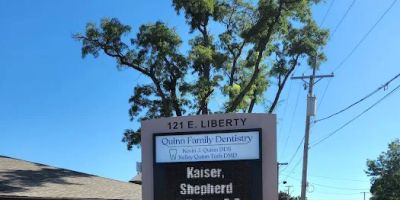 121 E. LIBERTY
Quinn Family Dentistry
Kevin J. Quinn DDS
Kelley Quinn Toth DMD
Kaiser,
Shepherd